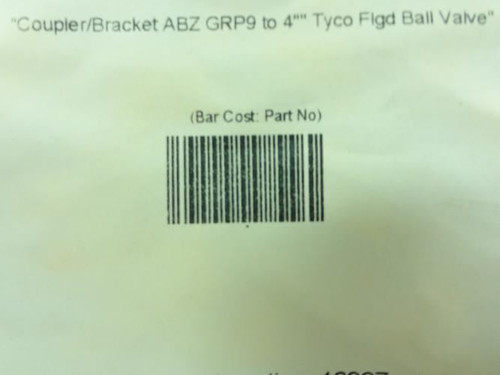 "Coupler/Bracket ABZ GRP9 to 4"" Tyco Flgd Ball Valve"
(Bar Cost: Part No)